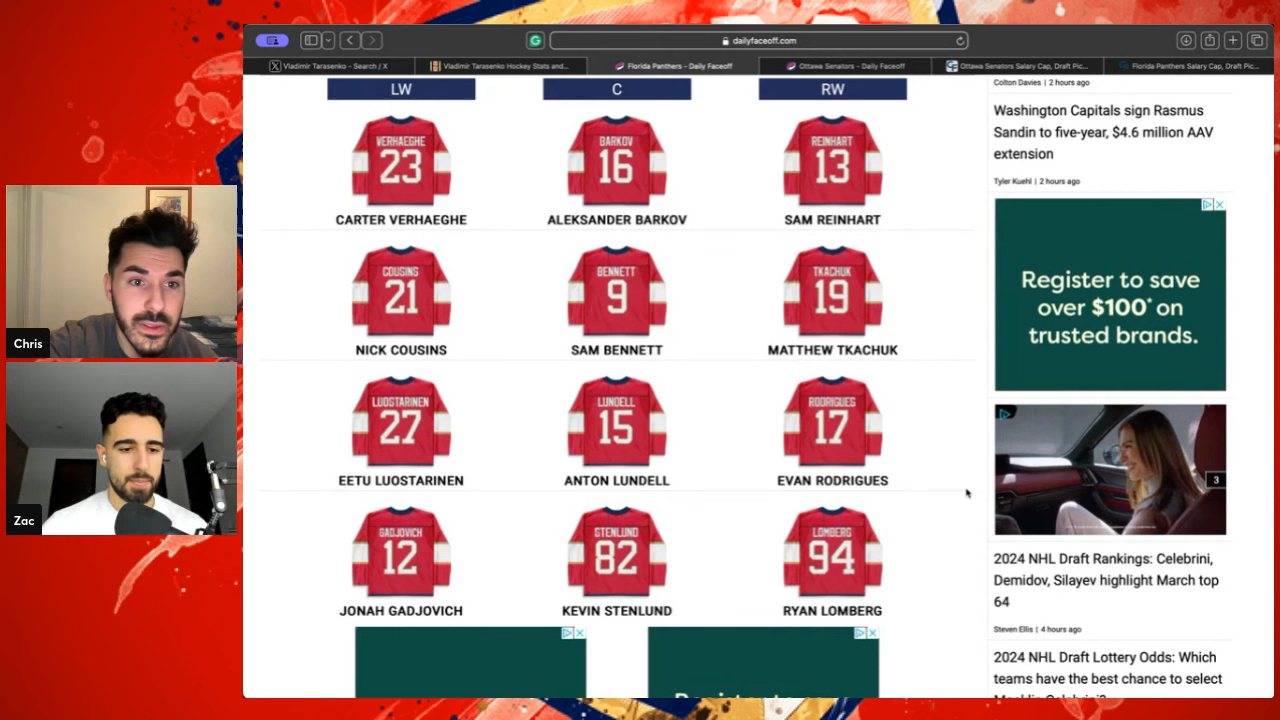 dailyfaceoff.com
Vladimir Tarasenko - Search / X
Vladimir Tarasenko Hockey Stats and...
Florida Panthers - Daily Faceoff
Ottawa Senators - Daily Faceoff
Ottawa Senators Salary Cap, Draft Pic...
Florida Panthers Salary Cap, Draft Pic...
LW
C
RW
VERHAEGHE
23
CARTER VERHAEGHE
BARKOV
16
ALEKSANDER BARKOV
REINHART
13
SAM REINHART
COUSINS
21
NICK COUSINS
BENNETT
9
SAM BENNETT
TKACHUK
19
MATTHEW TKACHUK
LUOSTARINEN
27
EETU LUOSTARINEN
LUNDELL
15
ANTON LUNDELL
RODRIGUES
17
EVAN RODRIGUES
GADJOVICH
12
JONAH GADJOVICH
STENLUND
82
KEVIN STENLUND
LOMBERG
94
RYAN LOMBERG
Colton Davies | 2 hours ago
Washington Capitals sign Rasmus
Sandin to five-year, $4.6 million AAV
extension
Tyler Kuehl | 2 hours ago
Register to save
over $100* on
trusted brands.
3
2024 NHL Draft Rankings: Celebrini,
Demidov, Silayev highlight March top
64
Steven Ellis | 4 hours ago
2024 NHL Draft Lottery Odds: Which
teams have the best chance to select
Chris
Zac